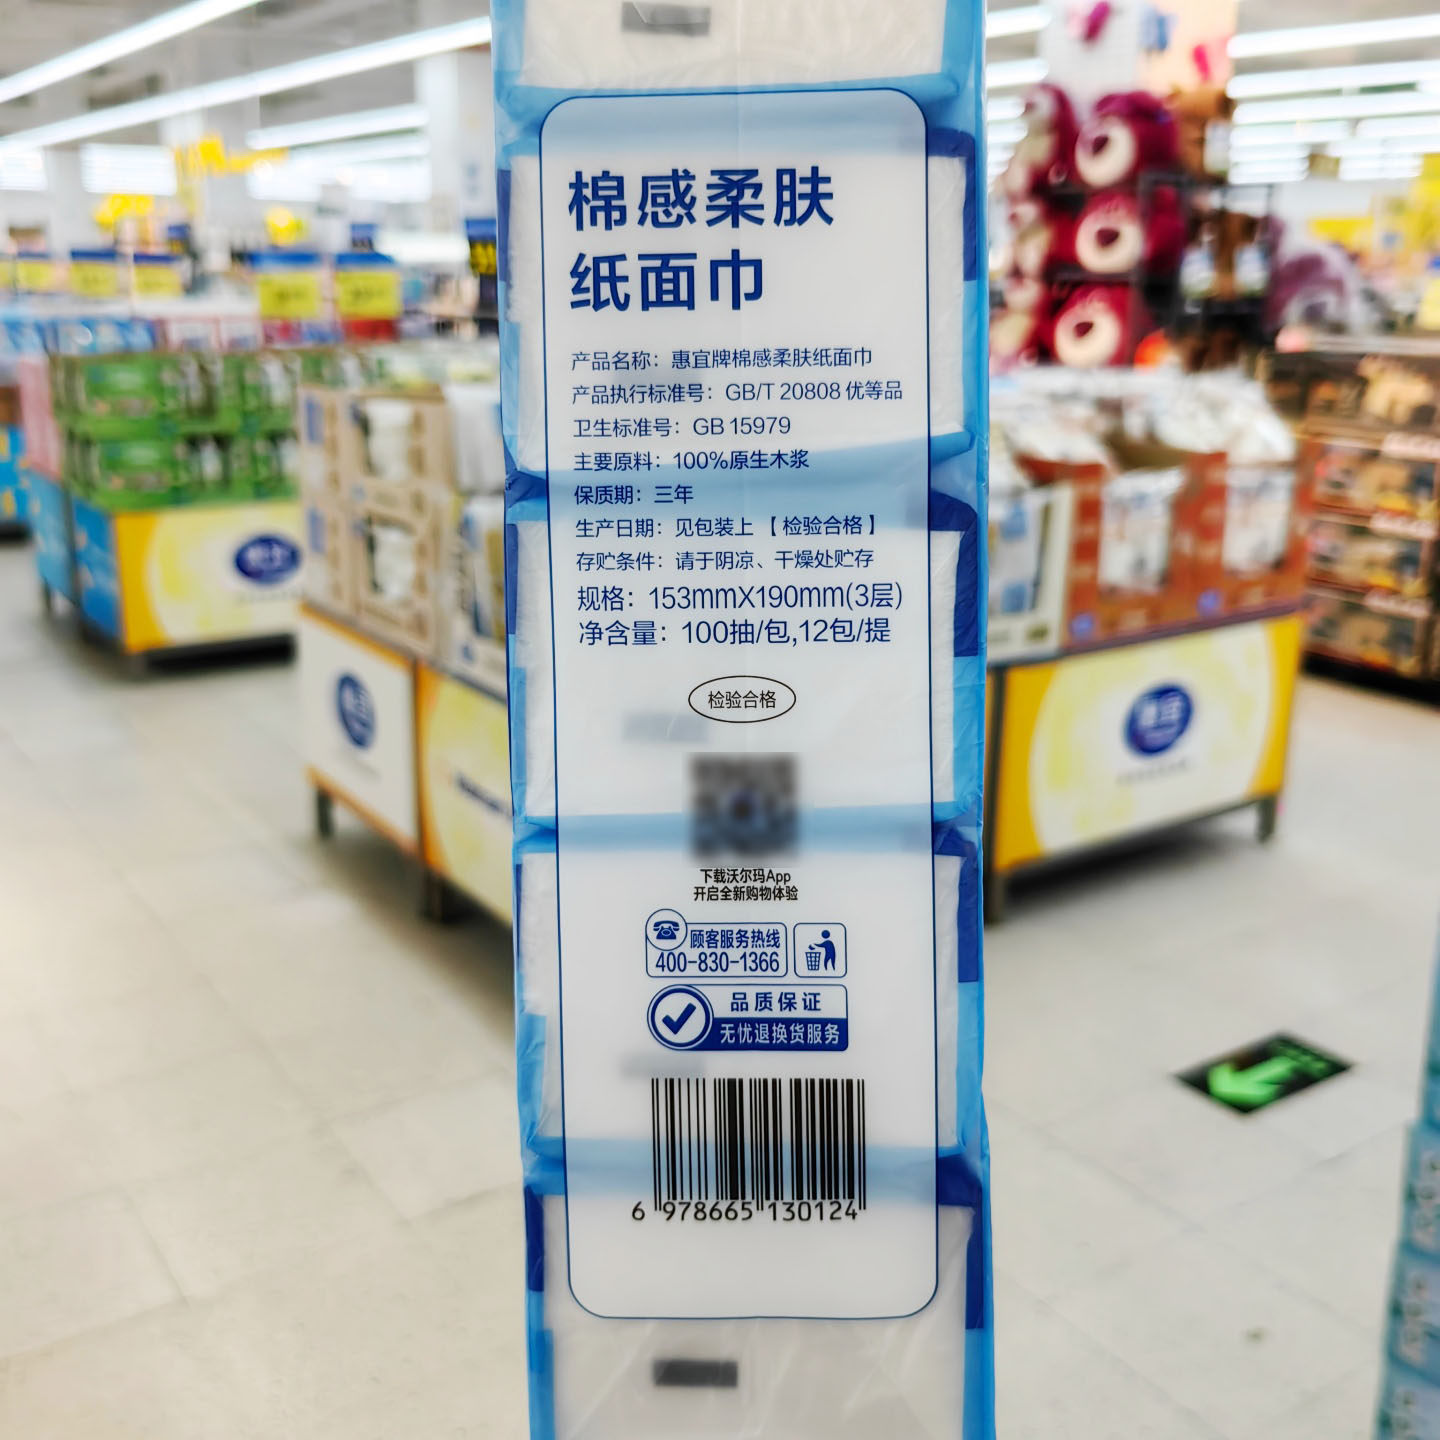 棉感柔肤
纸面巾
产品名称：惠宜牌棉感柔肤纸面巾
产品执行标准号：GB/T 20808 优等品
卫生标准号：GB 15979
主要原料：100%原生木浆
保质期：三年
生产日期：见包装上【检验合格】
存贮条件：请于阴凉、干燥处贮存
规格：153mmX190mm(3层)
净含量：100抽/包,12包/提
检验合格
下载沃尔玛App
开启全新购物体验
顾客服务热线
400-830-1366
品质保证
无忧退换货服务
6 978665 130124